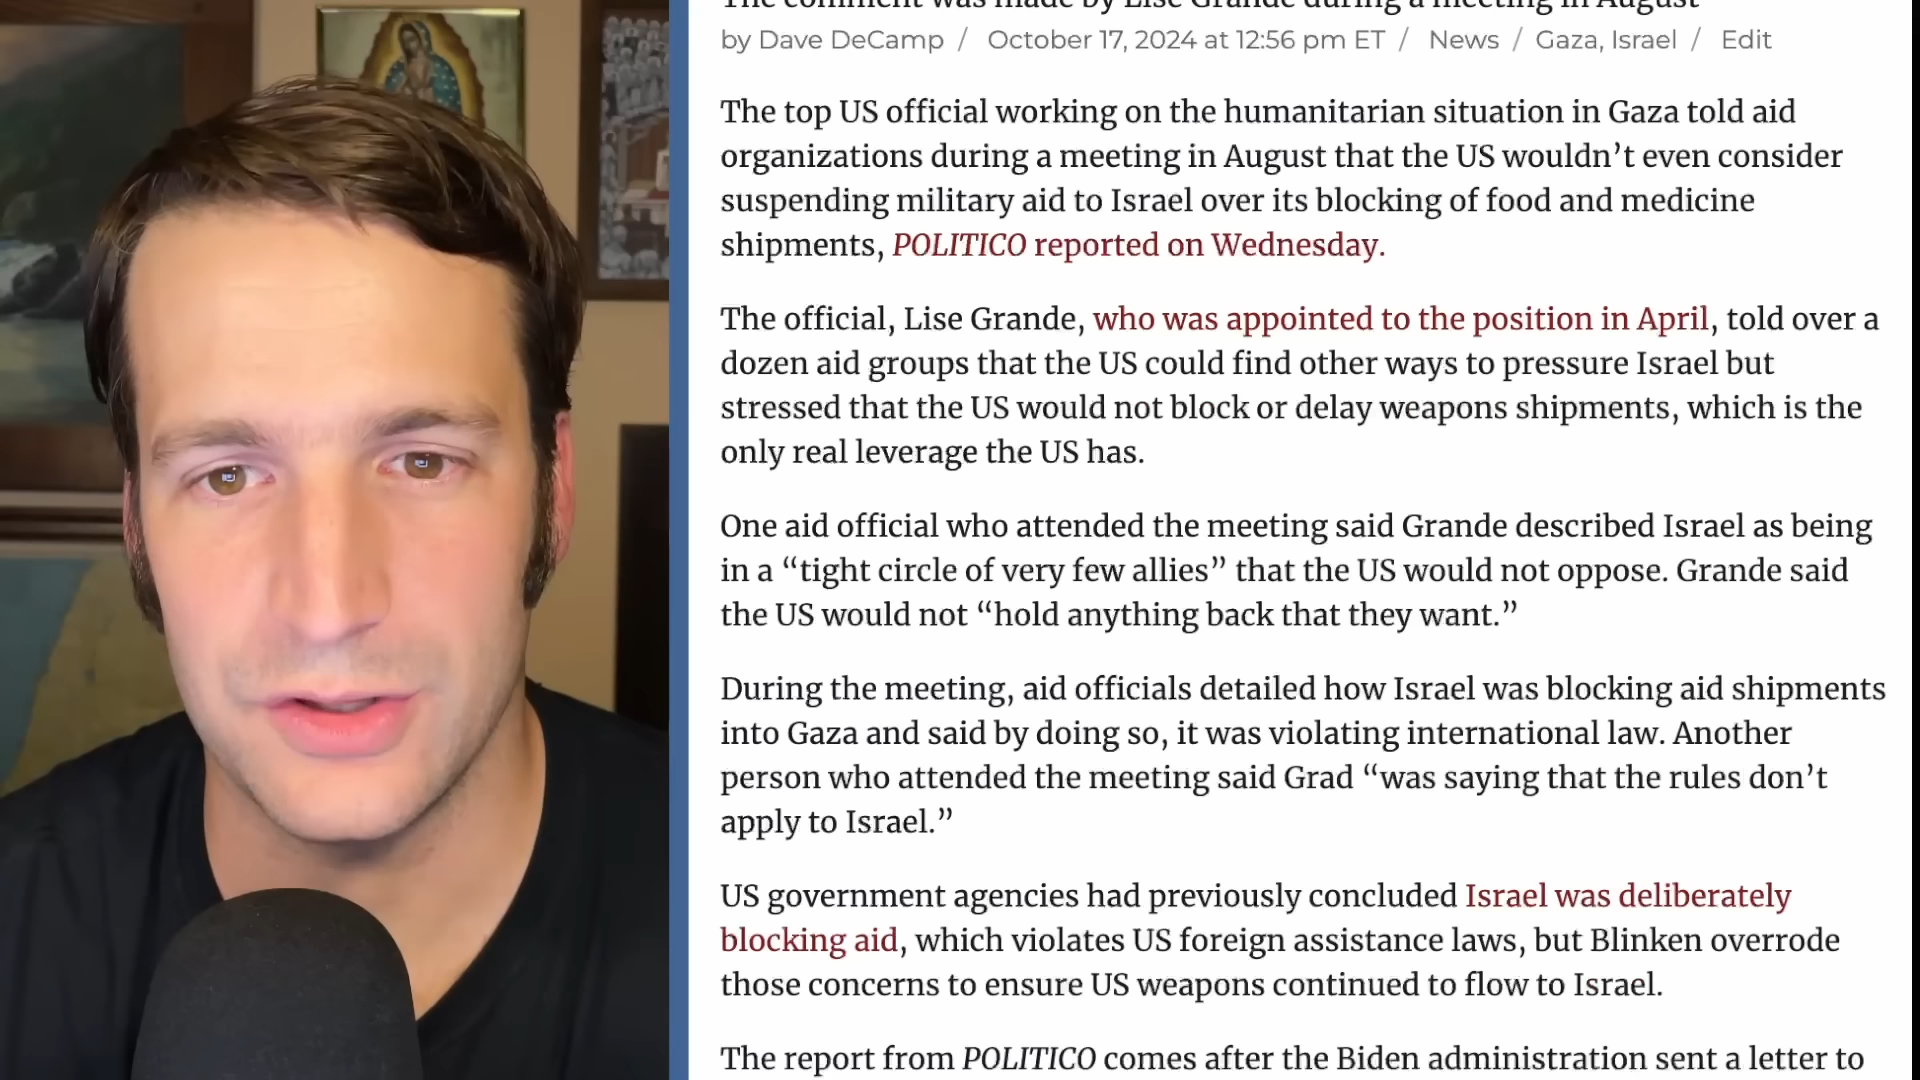 The comment was made by Lise Grande during a meeting in August
by Dave DeCamp / October 17, 2024 at 12:56 pm ET / News / Gaza, Israel / Edit
The top US official working on the humanitarian situation in Gaza told aid
organizations during a meeting in August that the US wouldn’t even consider
suspending military aid to Israel over its blocking of food and medicine
shipments, POLITICO reported on Wednesday.
The official, Lise Grande, who was appointed to the position in April, told over a
dozen aid groups that the US could find other ways to pressure Israel but
stressed that the US would not block or delay weapons shipments, which is the
only real leverage the US has.
One aid official who attended the meeting said Grande described Israel as being
in a “tight circle of very few allies” that the US would not oppose. Grande said
the US would not “hold anything back that they want.”
During the meeting, aid officials detailed how Israel was blocking aid shipments
into Gaza and said by doing so, it was violating international law. Another
person who attended the meeting said Grad “was saying that the rules don’t
apply to Israel.”
US government agencies had previously concluded Israel was deliberately
blocking aid, which violates US foreign assistance laws, but Blinken overrode
those concerns to ensure US weapons continued to flow to Israel.
The report from POLITICO comes after the Biden administration sent a letter to